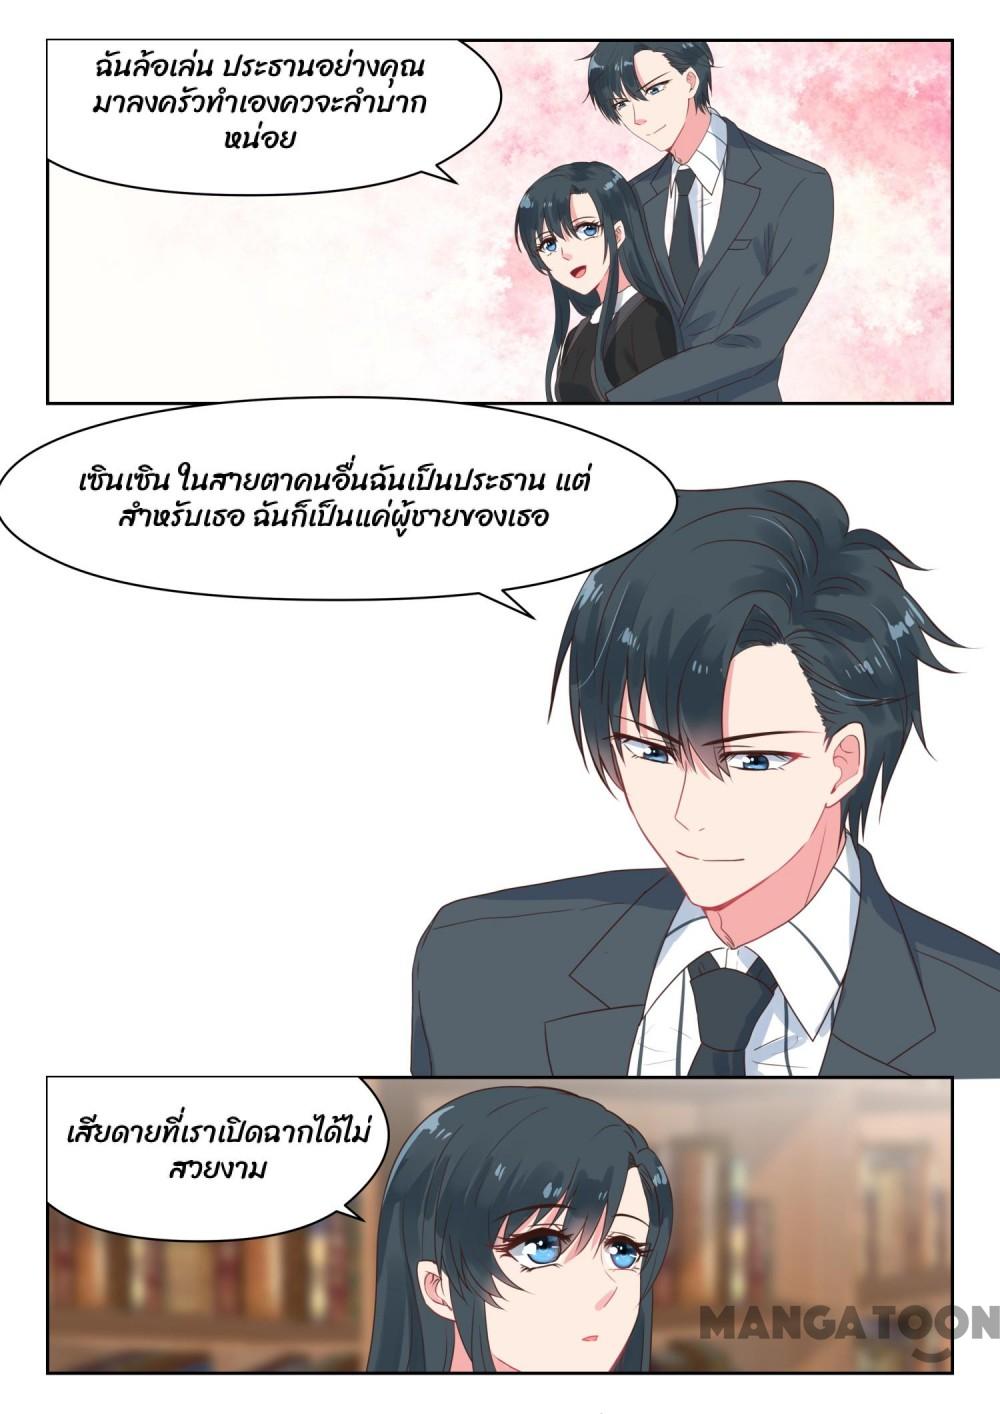 ฉันล้อเล่น ประธานอย่างคุณ
มาลงครัวทำเองควจะลำบาก
หน่อย
เซินเซิน ในสายตาคนอื่นฉันเป็นประธาน แต่
สำหรับเธอ ฉันก็เป็นแค่ผู้ชายของเธอ
เสียดายที่เราเปิดฉากได้ไม่
สวยงาม
MANGATOON